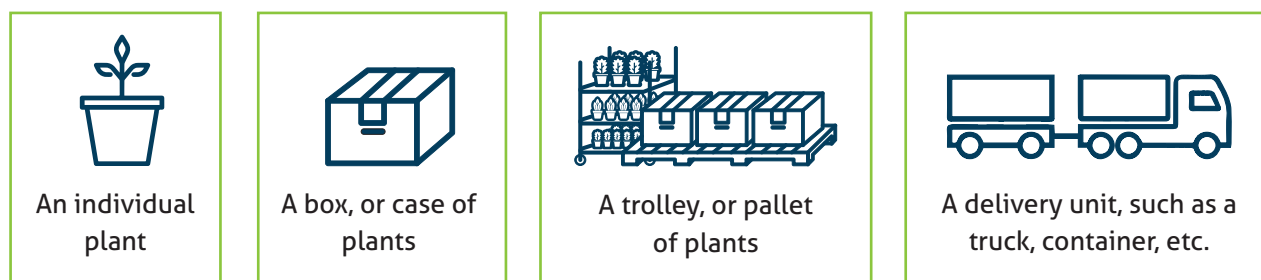 An individual
plant
A box, or case of
plants
A trolley, or pallet
of plants
A delivery unit, such as a
truck, container, etc.